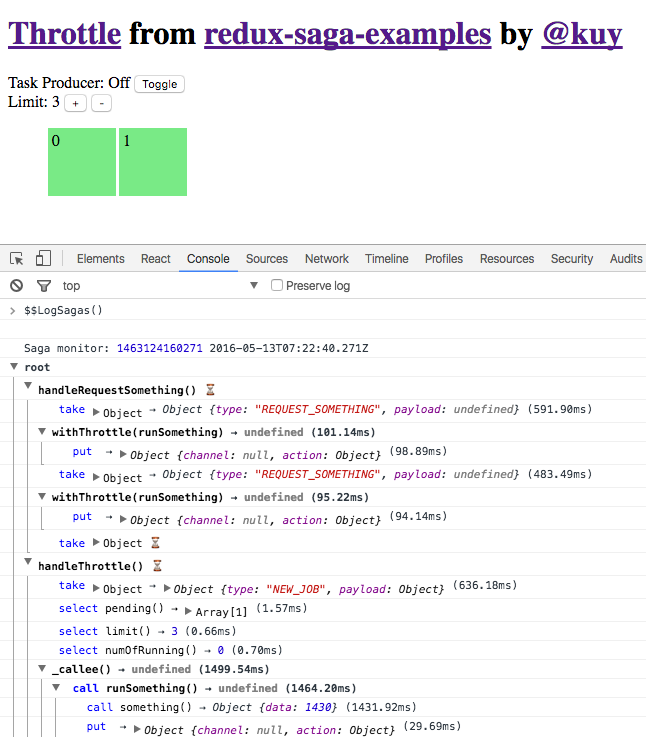 Throttle from redux-saga-examples by @kuy
Task Producer: Off Toggle
Limit: 3 + -
0 1
Elements React Console Sources Network Timeline Profiles Resources Security Audits
top Preserve log
> $$LogSagas()
Saga monitor: 1463124160271 2016-05-13T07:22:40.271Z
▼ root
▼ handleRequestSomething() ⌛
take ▶ Object → Object {type: "REQUEST_SOMETHING", payload: undefined} (591.90ms)
▼ withThrottle(runSomething) → undefined (101.14ms)
put → ▶ Object {channel: null, action: Object} (98.89ms)
take ▶ Object → Object {type: "REQUEST_SOMETHING", payload: undefined} (483.49ms)
▼ withThrottle(runSomething) → undefined (95.22ms)
put → ▶ Object {channel: null, action: Object} (94.14ms)
take ▶ Object ⌛
▼ handleThrottle() ⌛
take ▶ Object → ▶ Object {type: "NEW_JOB", payload: Object} (636.18ms)
select pending() → ▶ Array[1] (1.57ms)
select limit() → 3 (0.66ms)
select numOfRunning() → 0 (0.70ms)
▼ _callee() → undefined (1499.54ms)
▼ call runSomething() → undefined (1464.20ms)
call something() → Object {data: 1430} (1431.92ms)
put → ▶ Object {channel: null, action: Object} (29.69ms)